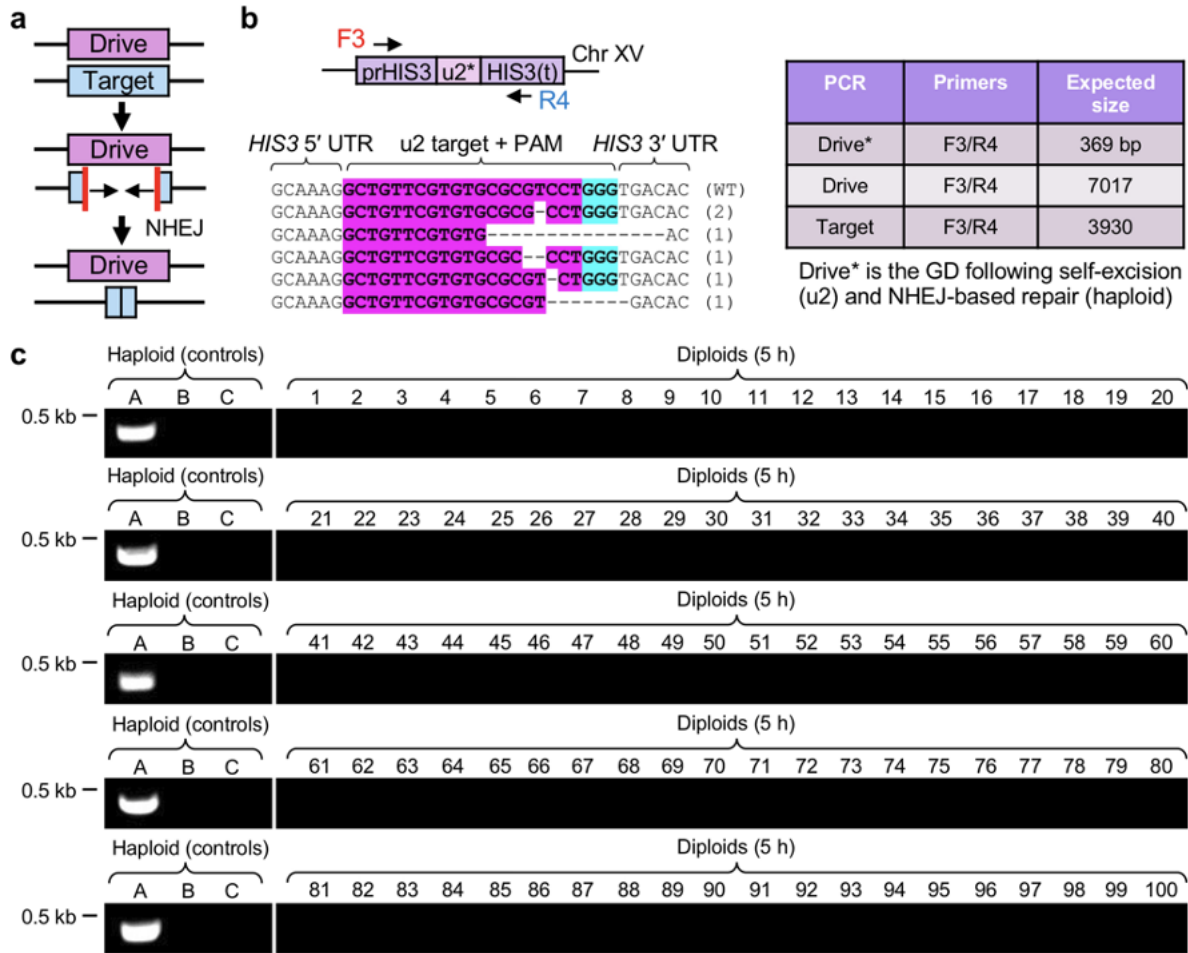 a
Drive
Target
Drive
NHEJ
Drive
b
F3
prHIS3 u2* HIS3(t)
Chr XV
R4
HIS3 5′ UTR u2 target + PAM HIS3 3′ UTR
GCAAAGGCTGTTCGTGTGCGCGTCCTGGGTGACAC (WT)
GCAAAGGCTGTTCGTGTGCGCG-CCTGGGTGACAC (2)
GCAAAGGCTGTTCGTGTG---------------AC (1)
GCAAAGGCTGTTCGTGTGCGC--CCTGGGTGACAC (1)
GCAAAGGCTGTTCGTGTGCGCGT-CTGGGTGACAC (1)
GCAAAGGCTGTTCGTGTGCGCGT-------GACAC (1)
PCR Primers Expected size
Drive* F3/R4 369 bp
Drive F3/R4 7017
Target F3/R4 3930
Drive* is the GD following self-excision
(u2) and NHEJ-based repair (haploid)
c
Haploid (controls) Diploids (5 h)
A B C 1 2 3 4 5 6 7 8 9 10 11 12 13 14 15 16 17 18 19 20
0.5 kb
Haploid (controls) Diploids (5 h)
A B C 21 22 23 24 25 26 27 28 29 30 31 32 33 34 35 36 37 38 39 40
0.5 kb
Haploid (controls) Diploids (5 h)
A B C 41 42 43 44 45 46 47 48 49 50 51 52 53 54 55 56 57 58 59 60
0.5 kb
Haploid (controls) Diploids (5 h)
A B C 61 62 63 64 65 66 67 68 69 70 71 72 73 74 75 76 77 78 79 80
0.5 kb
Haploid (controls) Diploids (5 h)
A B C 81 82 83 84 85 86 87 88 89 90 91 92 93 94 95 96 97 98 99 100
0.5 kb